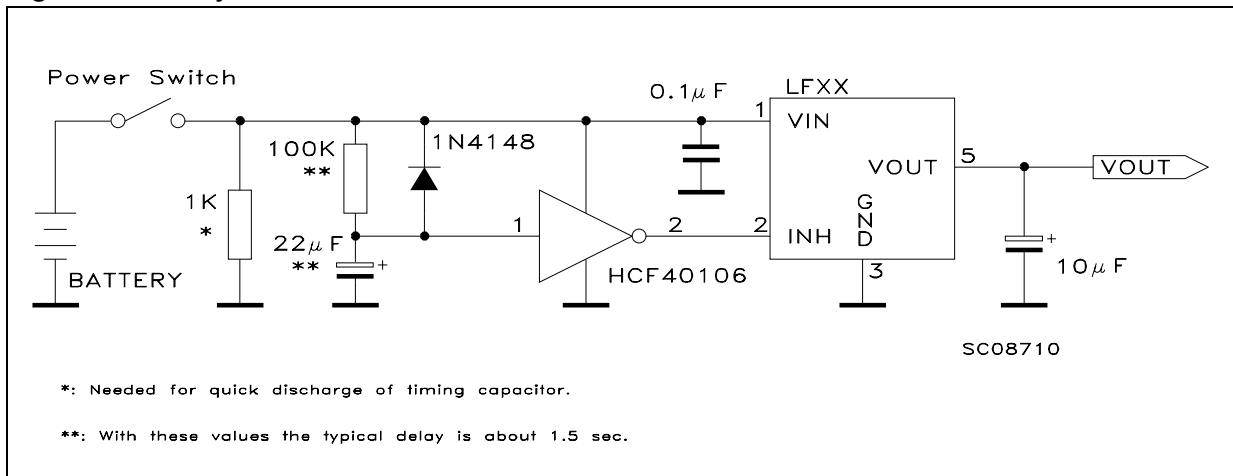 Power Switch
BATTERY
1K
*
100K
**
22µF
**
+
1N4148
1
2
HCF40106
0.1µF
LFXX
1
VIN
2
INH
GND
3
VOUT
5
VOUT
+
10µF
SC08710
*: Needed for quick discharge of timing capacitor.
**: With these values the typical delay is about 1.5 sec.